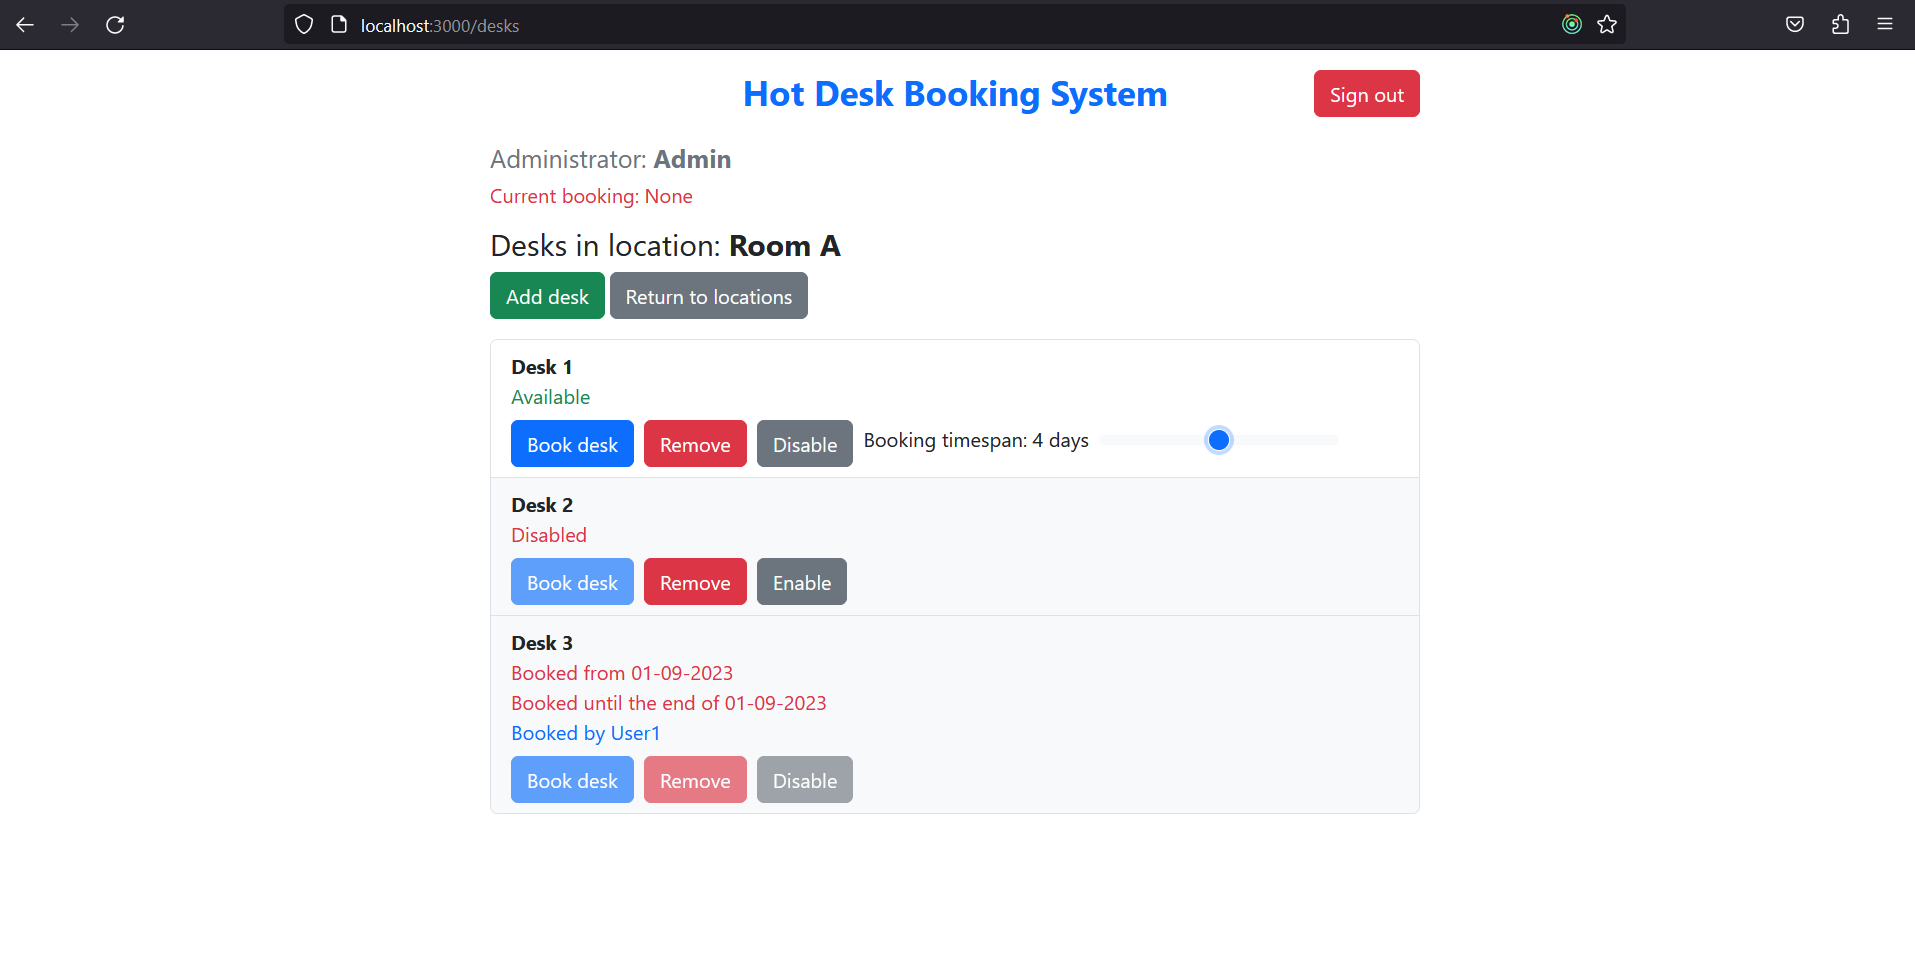 localhost:3000/desks
Hot Desk Booking System
Sign out
Administrator: Admin
Current booking: None
Desks in location: Room A
Add desk Return to locations
Desk 1
Available
Book desk Remove Disable Booking timespan: 4 days
Desk 2
Disabled
Book desk Remove Enable
Desk 3
Booked from 01-09-2023
Booked until the end of 01-09-2023
Booked by User1
Book desk Remove Disable